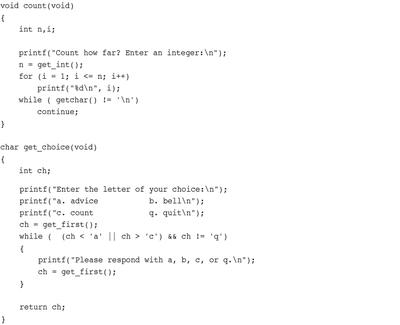 void count(void)
{
    int n,i;

    printf("Count how far? Enter an integer:\n");
    n = get_int();
    for (i = 1; i <= n; i++)
        printf("%d\n", i);
    while ( getchar() != '\n')
        continue;
}

char get_choice(void)
{
    int ch;

    printf("Enter the letter of your choice:\n");
    printf("a. advice           b. bell\n");
    printf("c. count            q. quit\n");
    ch = get_first();
    while (  (ch < 'a' || ch > 'c') && ch != 'q')
    {
        printf("Please respond with a, b, c, or q.\n");
        ch = get_first();
    }

    return ch;
}